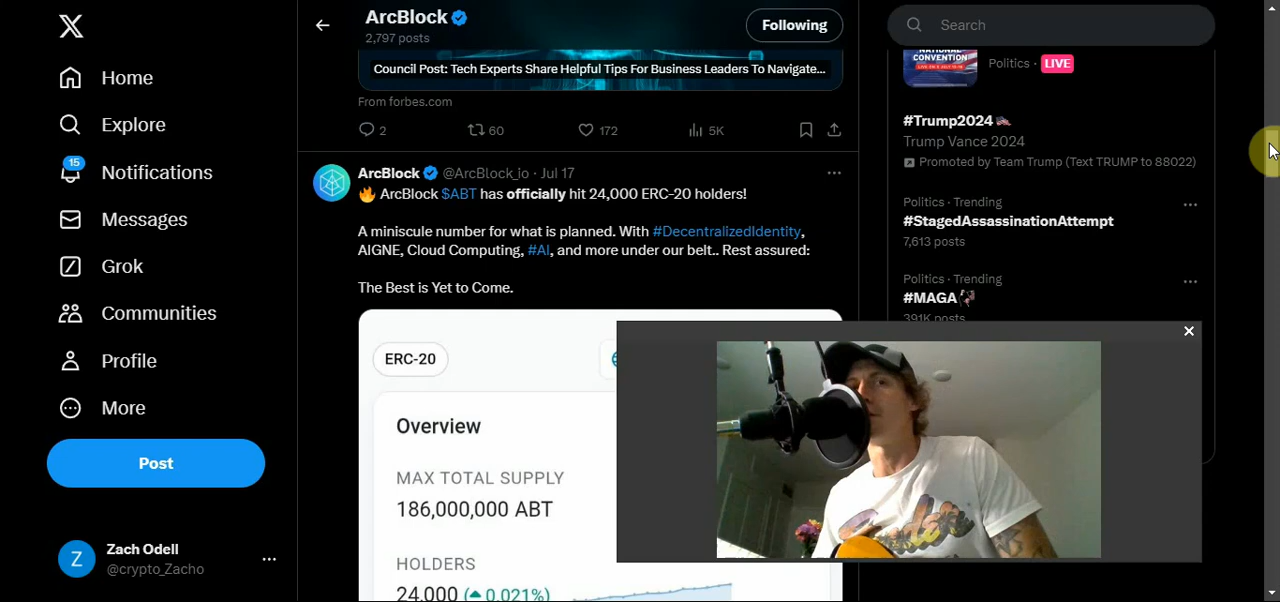 Home
Explore
15
Notifications
Messages
Grok
Communities
Profile
More
Post
Z
Zach Odell
@crypto_Zacho
ArcBlock
2,797 posts
Following
Council Post: Tech Experts Share Helpful Tips For Business Leaders To Navigate...
From forbes.com
2
60
172
5K
ArcBlock @ArcBlock_io · Jul 17
🔥 ArcBlock $ABT has officially hit 24,000 ERC-20 holders!
A miniscule number for what is planned. With #DecentralizedIdentity,
AIGNE, Cloud Computing, #AI, and more under our belt.. Rest assured:
The Best is Yet to Come.
ERC-20
Overview
MAX TOTAL SUPPLY
186,000,000 ABT
HOLDERS
24,000 (▲ 0.021%)
Search
NATIONAL
CONVENTION
Politics · LIVE
#Trump2024
Trump Vance 2024
Promoted by Team Trump (Text TRUMP to 88022)
Politics · Trending
#StagedAssassinationAttempt
7,613 posts
Politics · Trending
#MAGA
391K posts